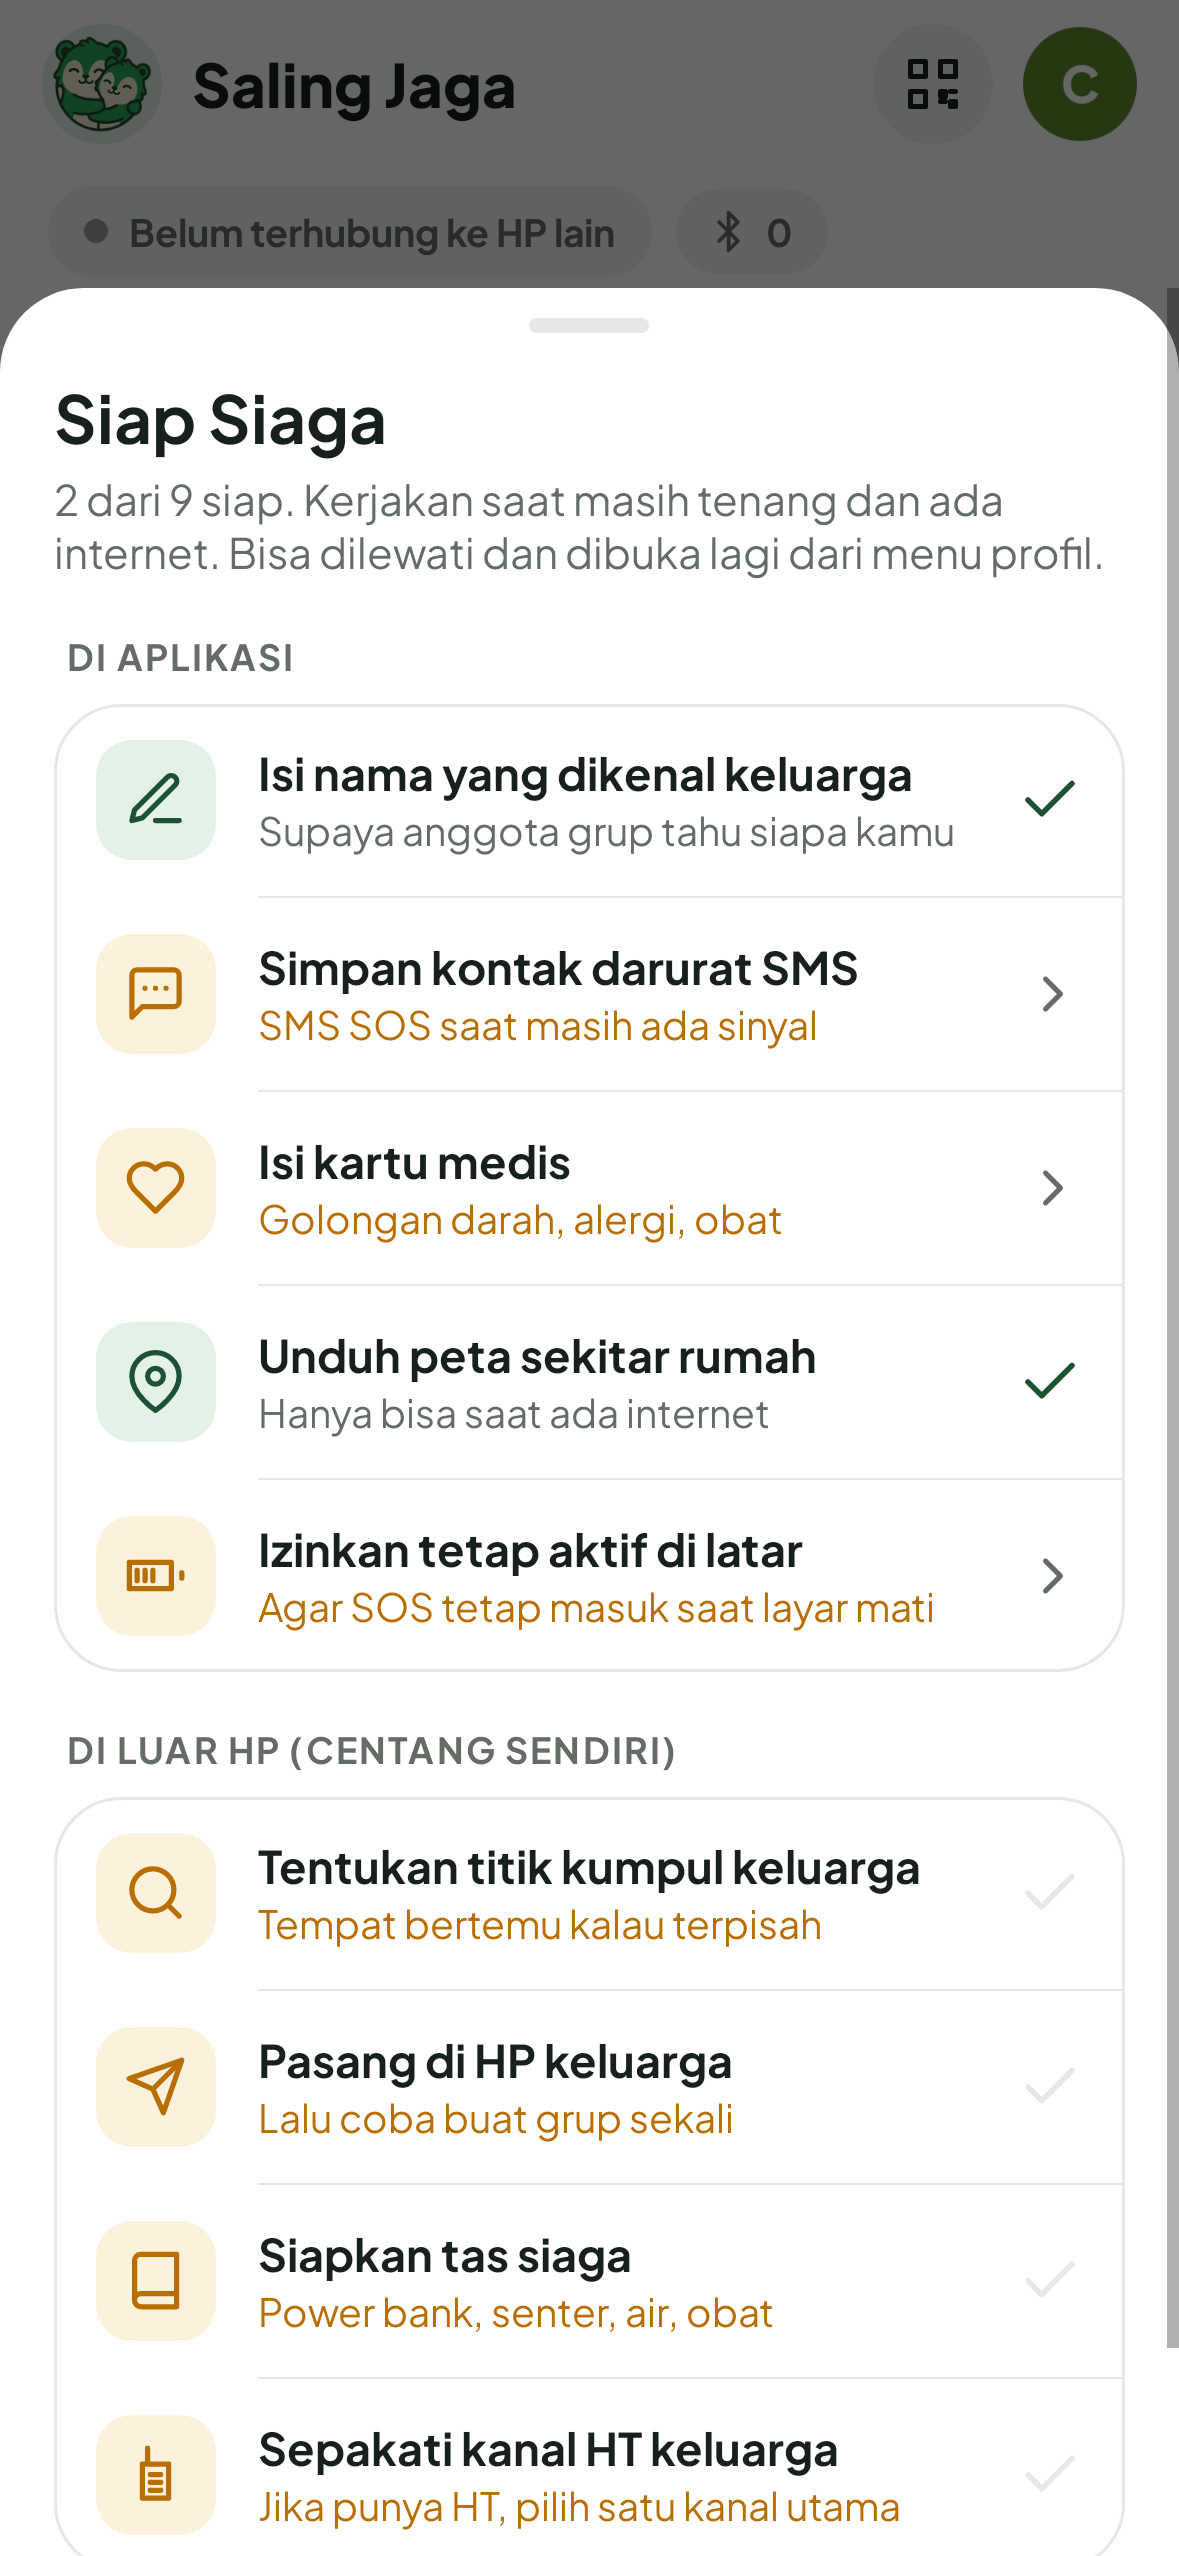 Saling Jaga
C
Belum terhubung ke HP lain
0
Siap Siaga
2 dari 9 siap. Kerjakan saat masih tenang dan ada
internet. Bisa dilewati dan dibuka lagi dari menu profil.
DI APLIKASI
Isi nama yang dikenal keluarga
Supaya anggota grup tahu siapa kamu
Simpan kontak darurat SMS
SMS SOS saat masih ada sinyal
Isi kartu medis
Golongan darah, alergi, obat
Unduh peta sekitar rumah
Hanya bisa saat ada internet
Izinkan tetap aktif di latar
Agar SOS tetap masuk saat layar mati
DI LUAR HP (CENTANG SENDIRI)
Tentukan titik kumpul keluarga
Tempat bertemu kalau terpisah
Pasang di HP keluarga
Lalu coba buat grup sekali
Siapkan tas siaga
Power bank, senter, air, obat
Sepakati kanal HT keluarga
Jika punya HT, pilih satu kanal utama